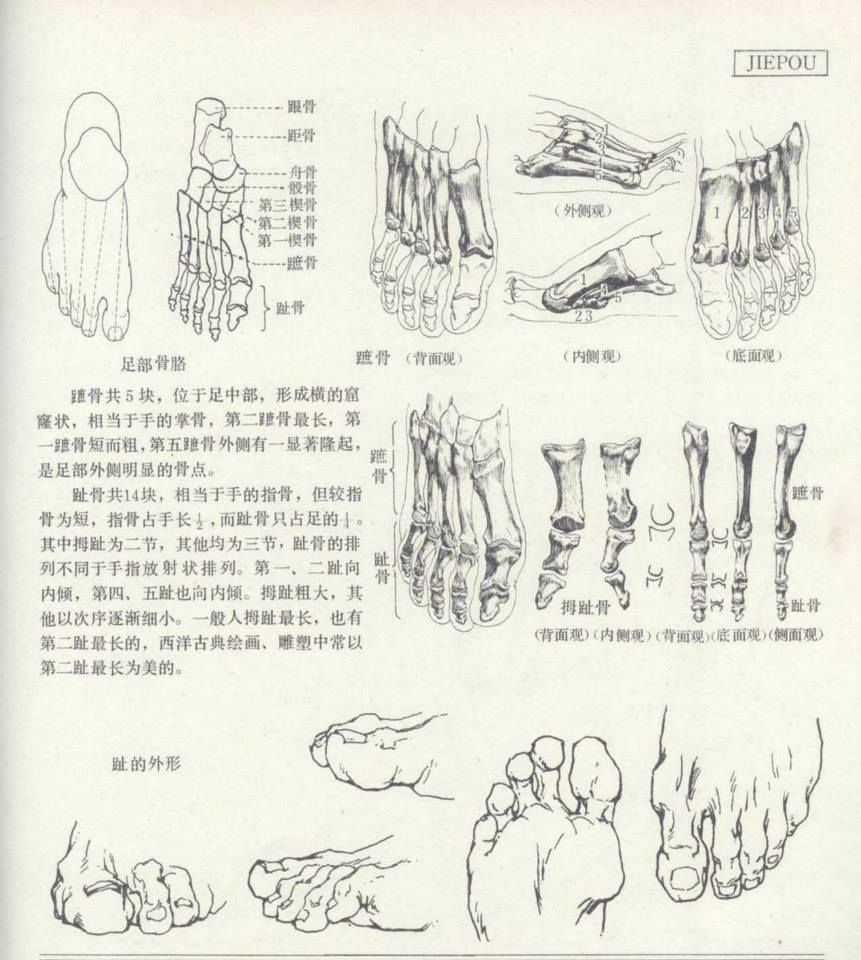 JIEPOU
跟骨
距骨
舟骨
骰骨
第三楔骨
第二楔骨
第一楔骨
蹠骨
趾骨
足部骨胳
2
5
(外侧观)
1
4
5
2 3
(内侧观)
1 2 3 4 5
(底面观)
蹠骨 (背面观)
蹠骨共5块，位于足中部，形成横的窟
窿状，相当于手的掌骨，第二蹠骨最长，第
一蹠骨短而粗，第五蹠骨外侧有一显著隆起，
是足部外侧明显的骨点。
趾骨共14块，相当于手的指骨，但较指
骨为短，指骨占手长½，而趾骨只占足的。
其中拇趾为二节，其他均为三节，趾骨的排
列不同于手指放射状排列。第一、二趾向
内倾，第四、五趾也向内倾。拇趾粗大，其
他以次序逐渐细小。一般人拇趾最长，也有
第二趾最长的，西洋古典绘画、雕塑中常以
第二趾最长为美的。
蹠骨
趾骨
拇趾骨
蹠骨
趾骨
(背面观)(内侧观)(背面观)(底面观)(侧面观)
趾的外形